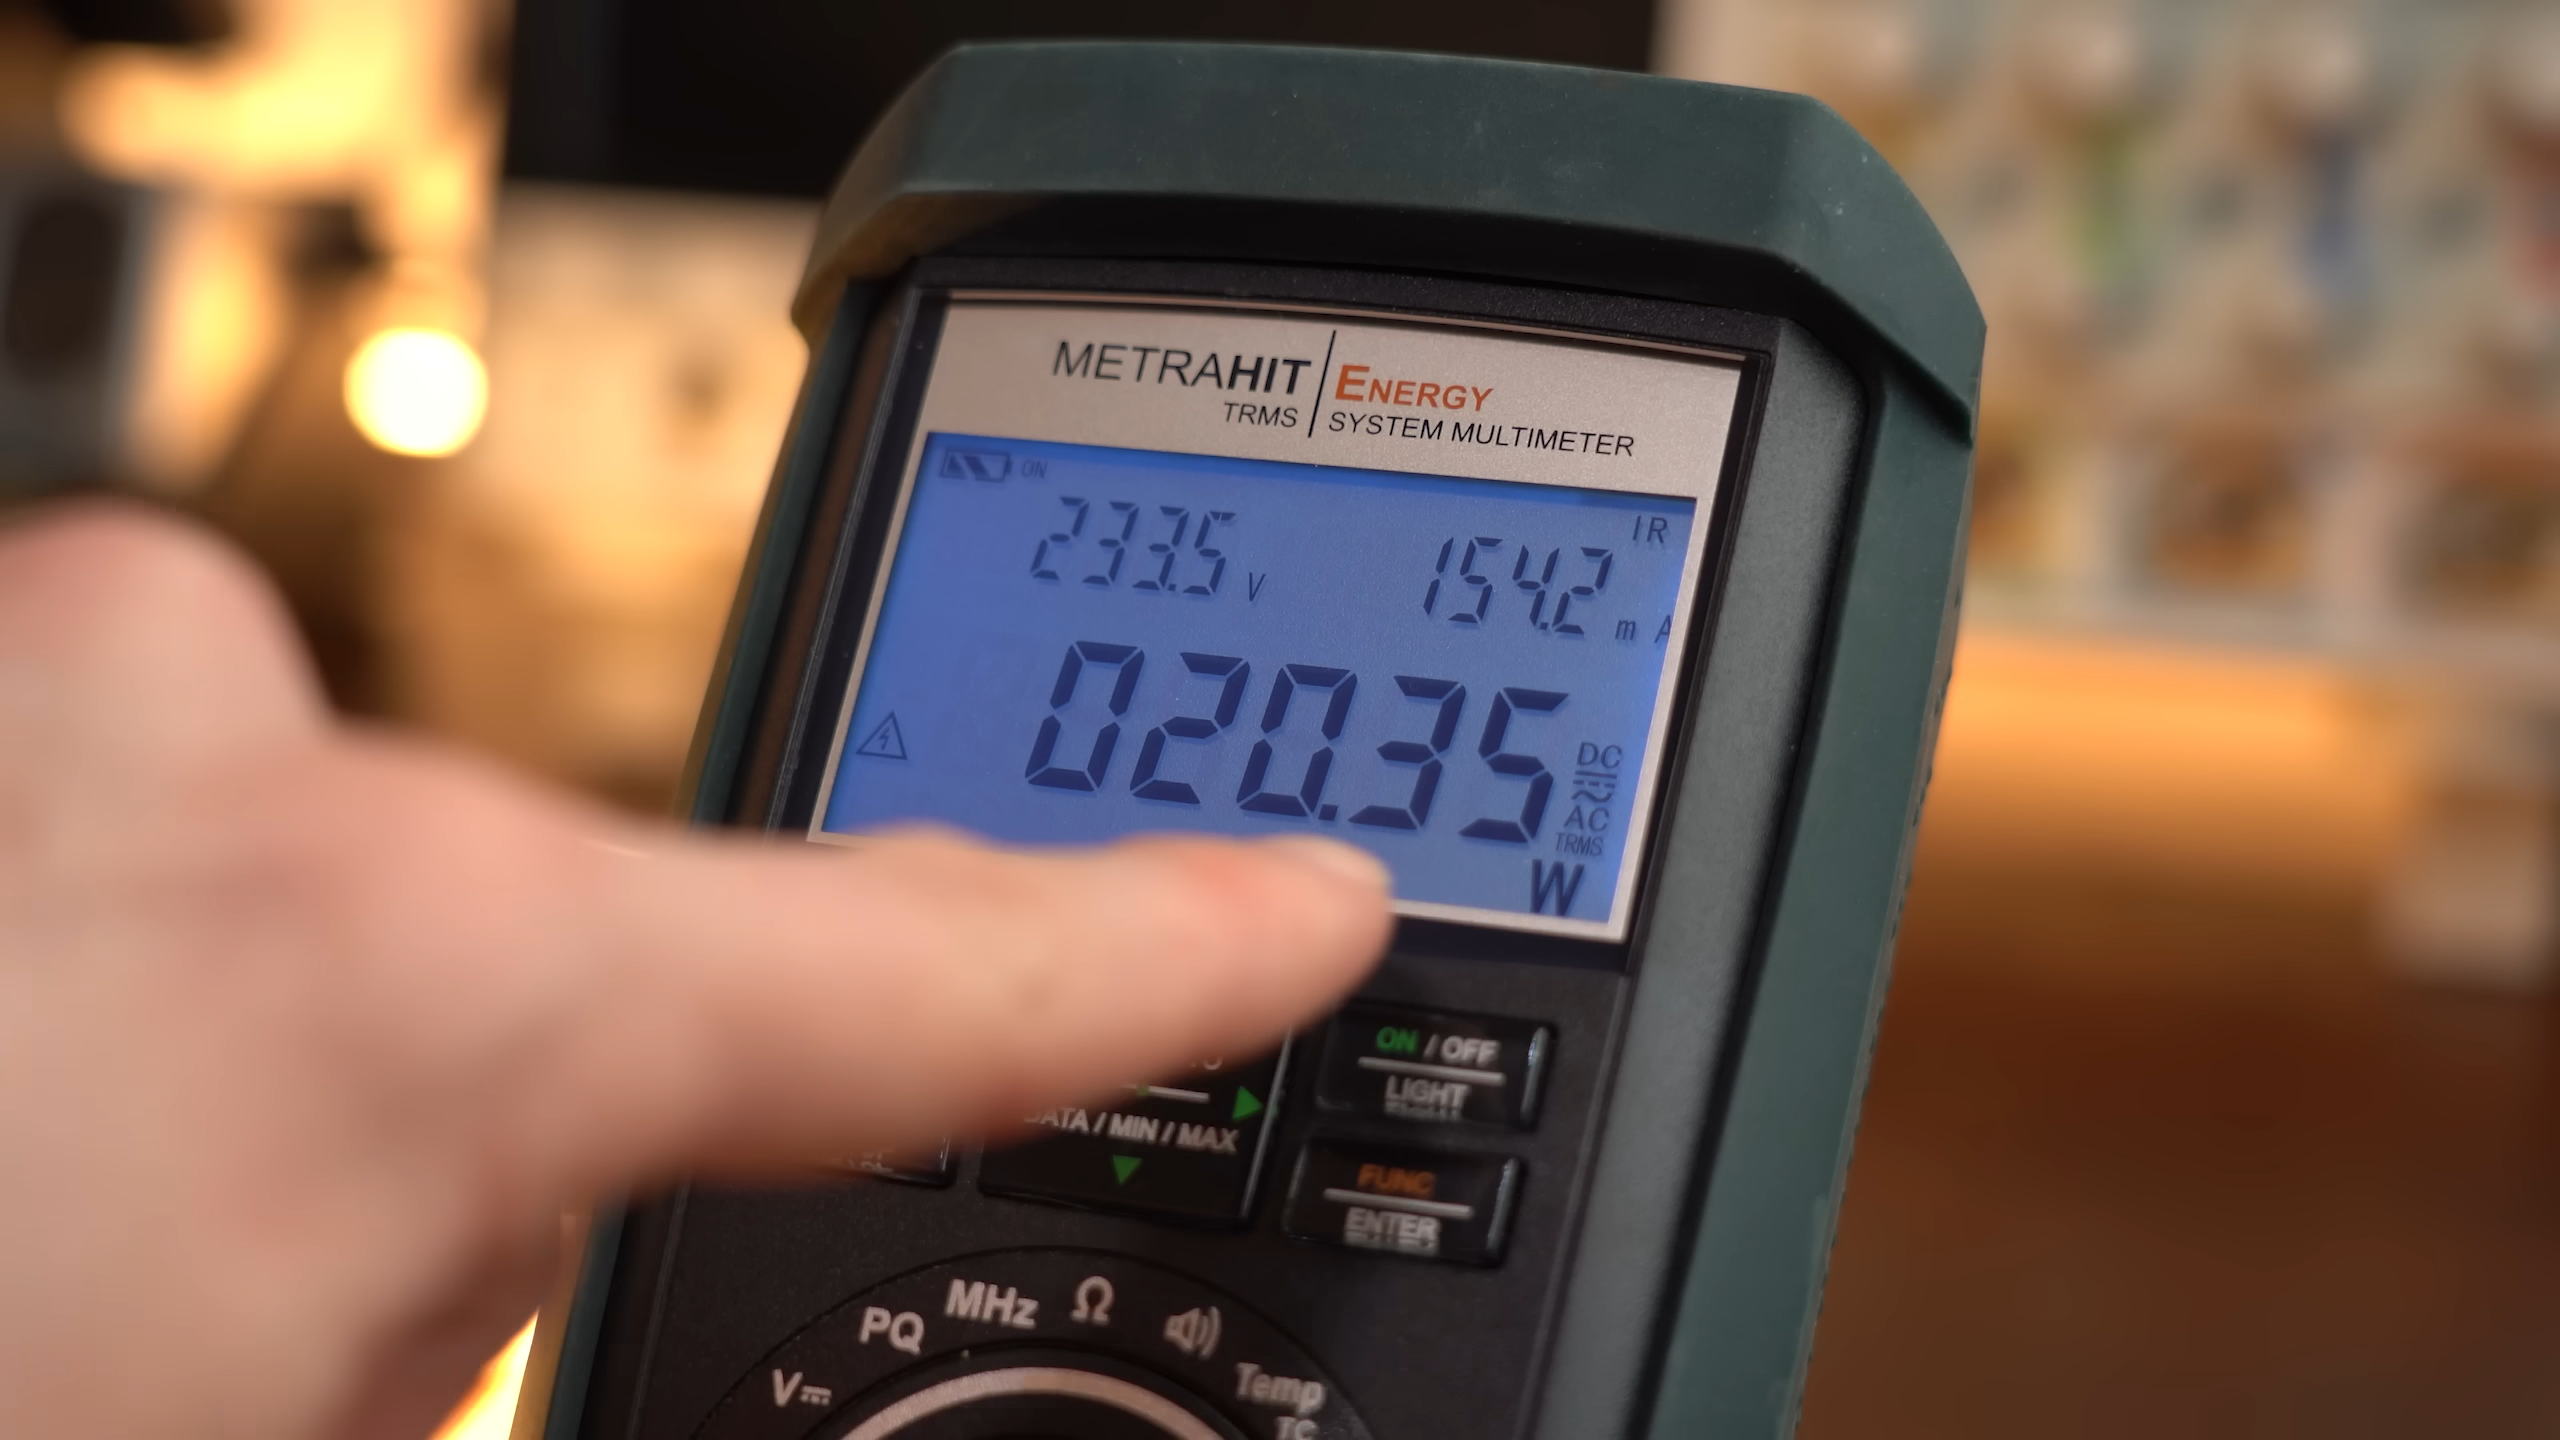 METRAHIT ENERGY
TRMS SYSTEM MULTIMETER
ON
IR
233.5 V 154.2 mA
020.35
DC
AC
TRMS
W
ON / OFF
LIGHT
DATA / MIN / MAX
FUNC
ENTER
V
PQ
MHz
Ω
Temp
TC